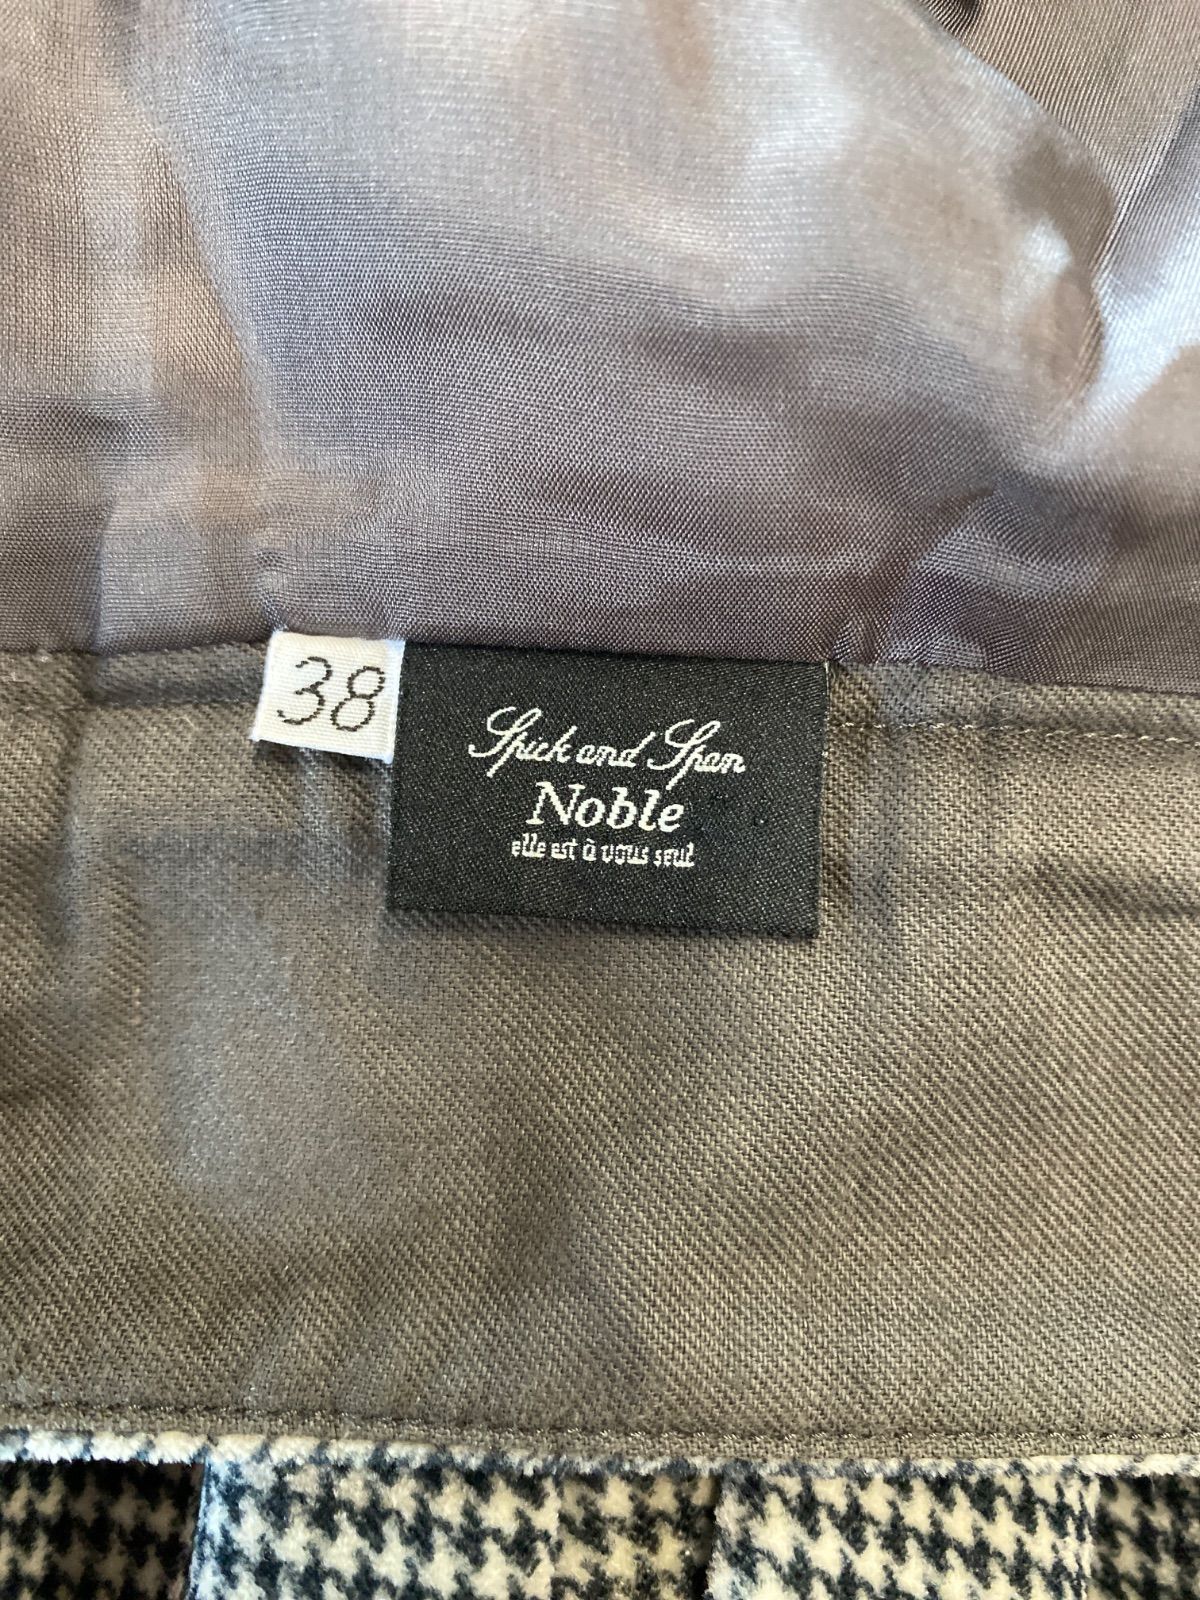 38
Spick and Span
Noble
elle est à vous seul